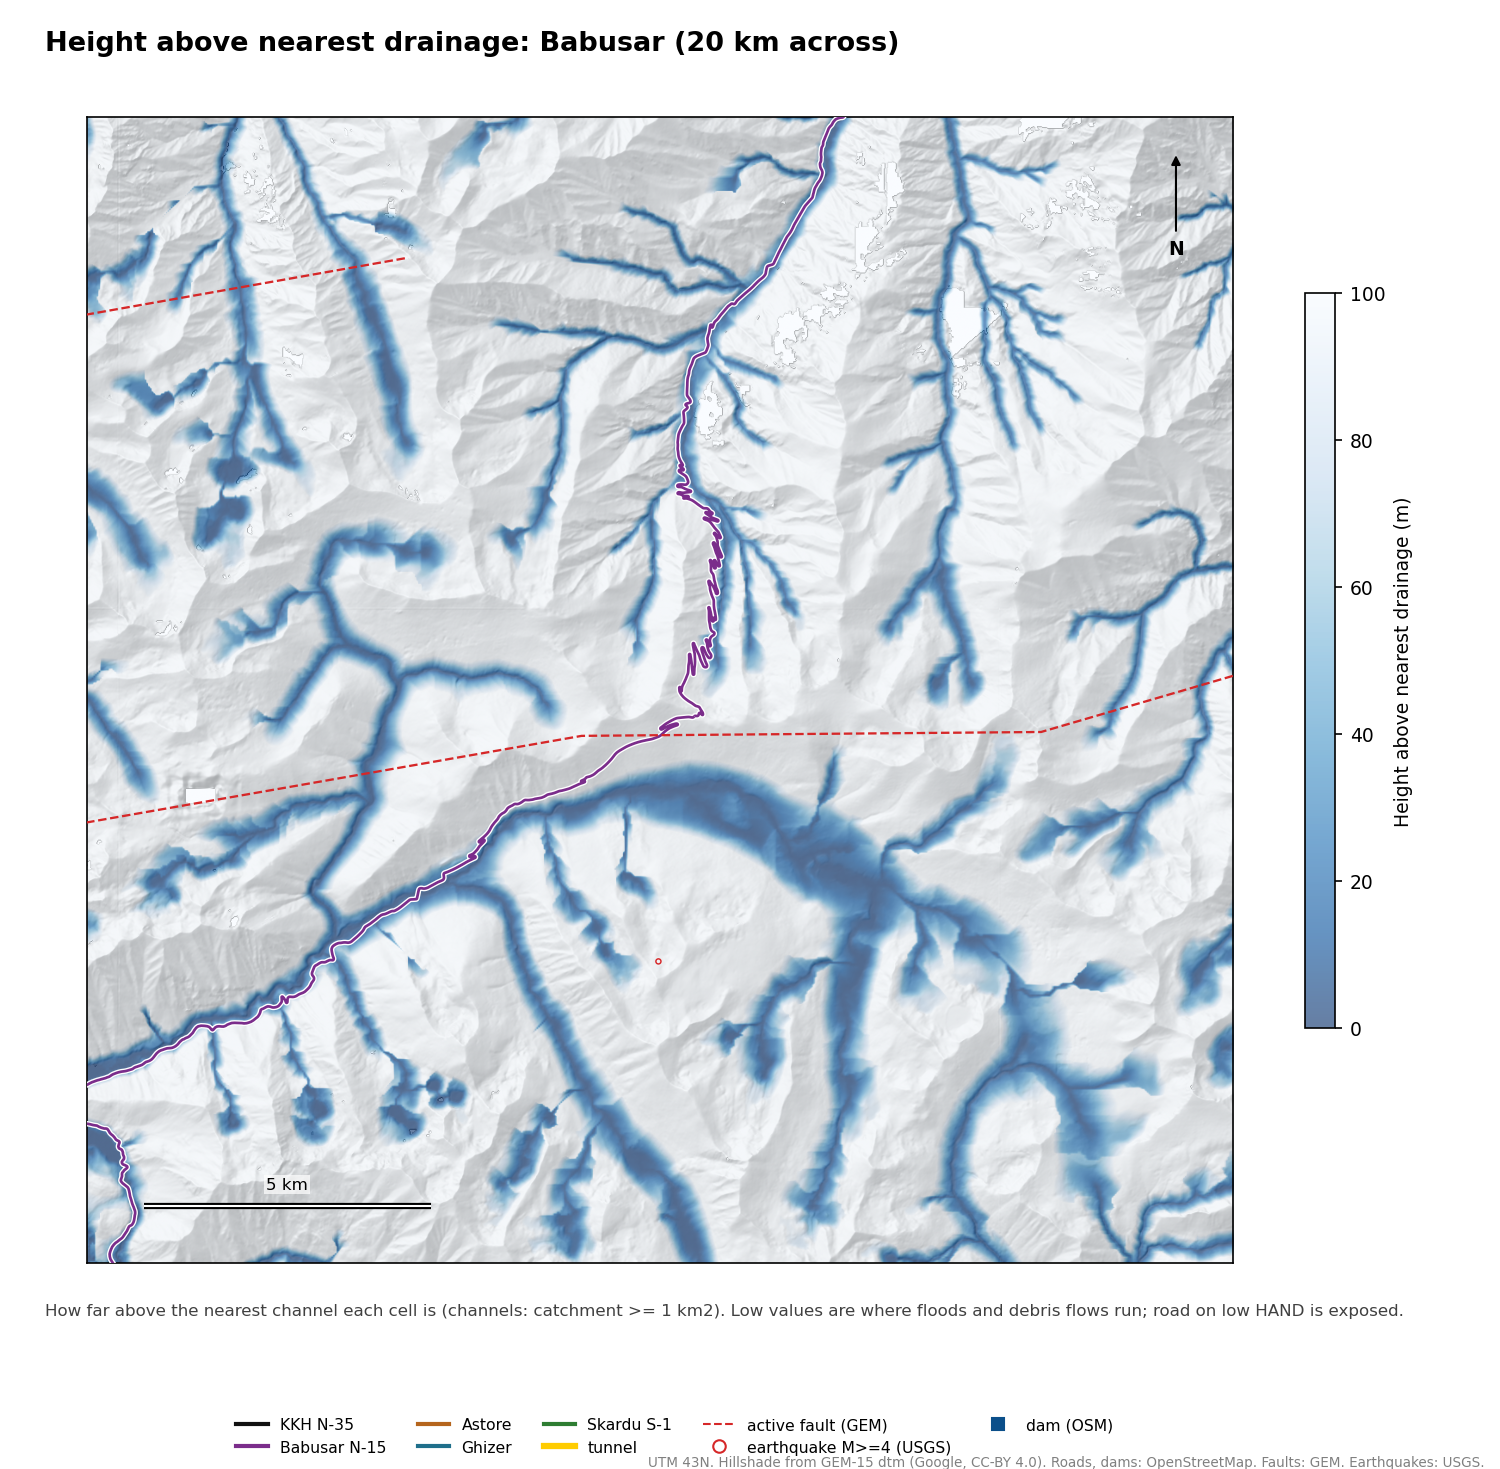 Height above nearest drainage: Babusar (20 km across)
N
100
80
60
40
20
0
Height above nearest drainage (m)
5 km
How far above the nearest channel each cell is (channels: catchment >= 1 km2). Low values are where floods and debris flows run; road on low HAND is exposed.
KKH N-35 Astore Skardu S-1 active fault (GEM) dam (OSM)
Babusar N-15 Ghizer tunnel earthquake M>=4 (USGS)
UTM 43N. Hillshade from GEM-15 dtm (Google, CC-BY 4.0). Roads, dams: OpenStreetMap. Faults: GEM. Earthquakes: USGS.